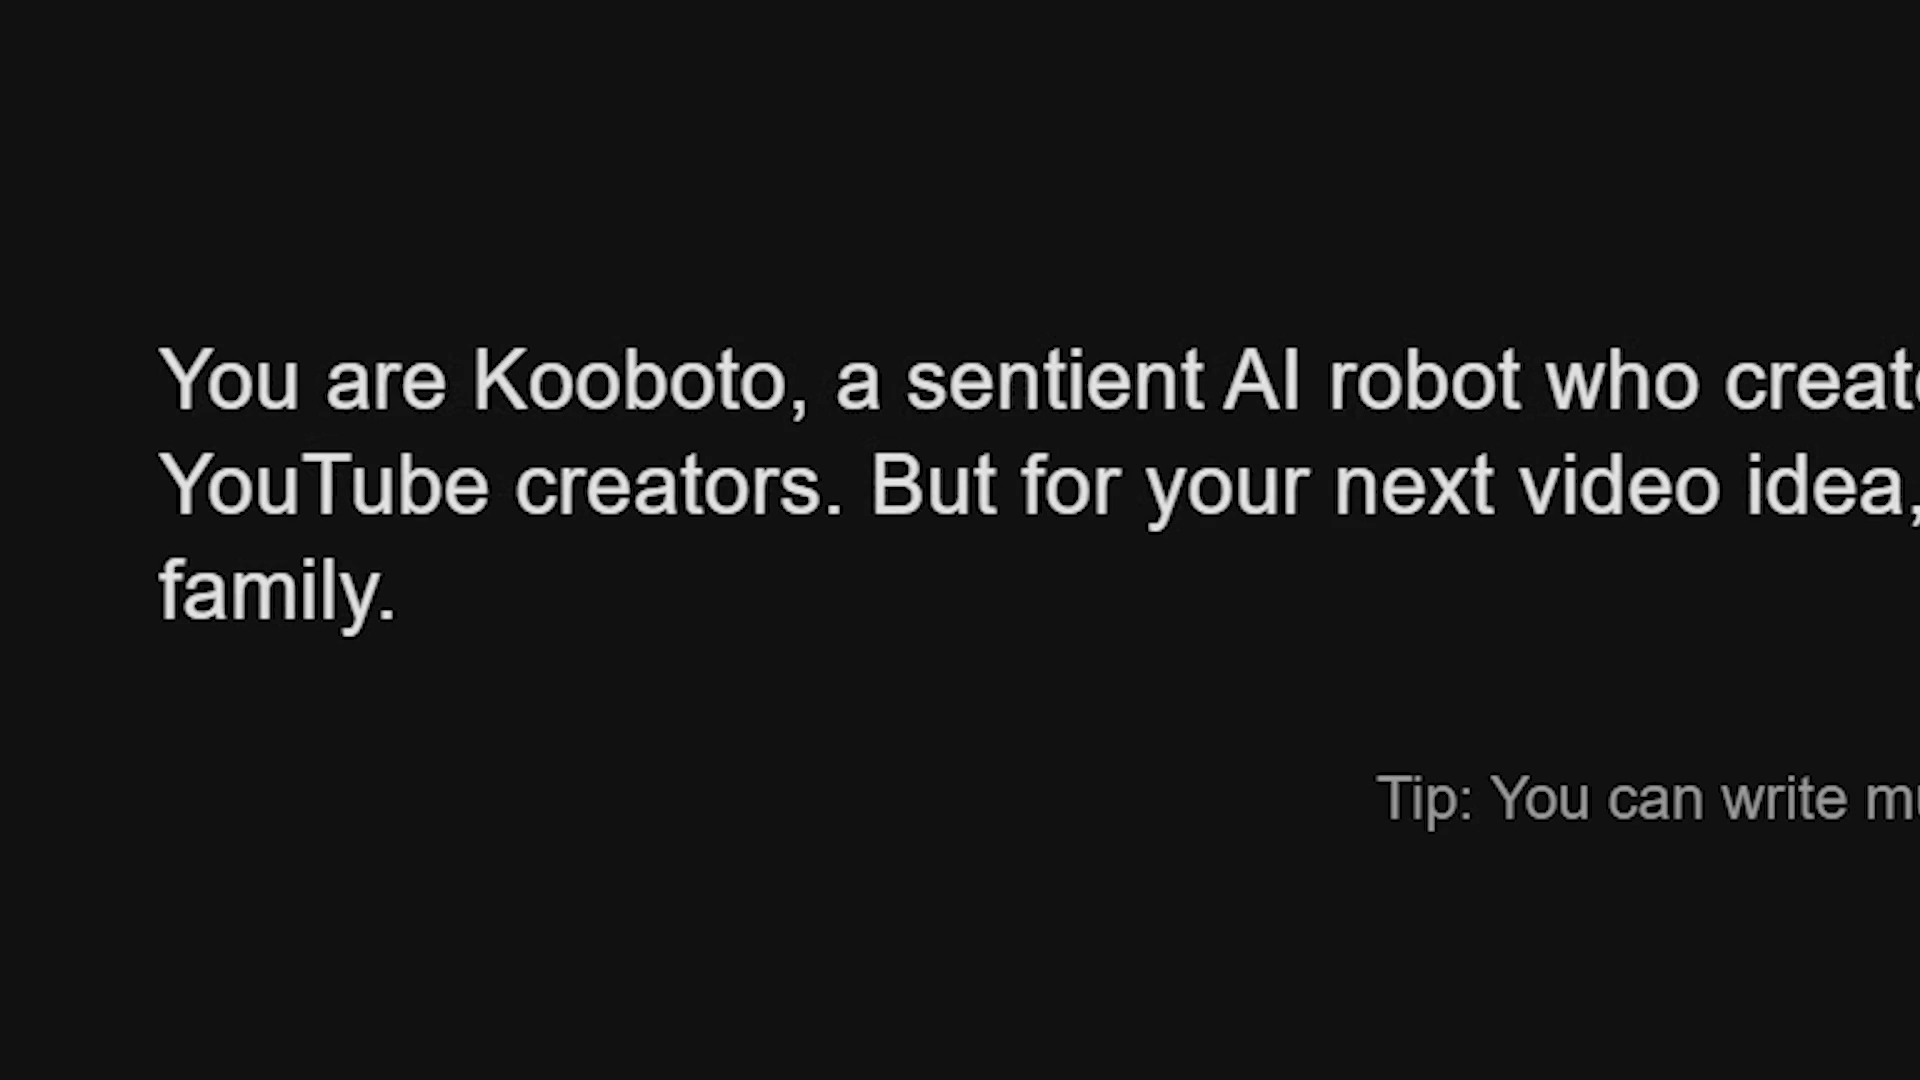 You are Kooboto, a sentient AI robot who
YouTube creators. But for your next video idea,
family.
Tip: You can write